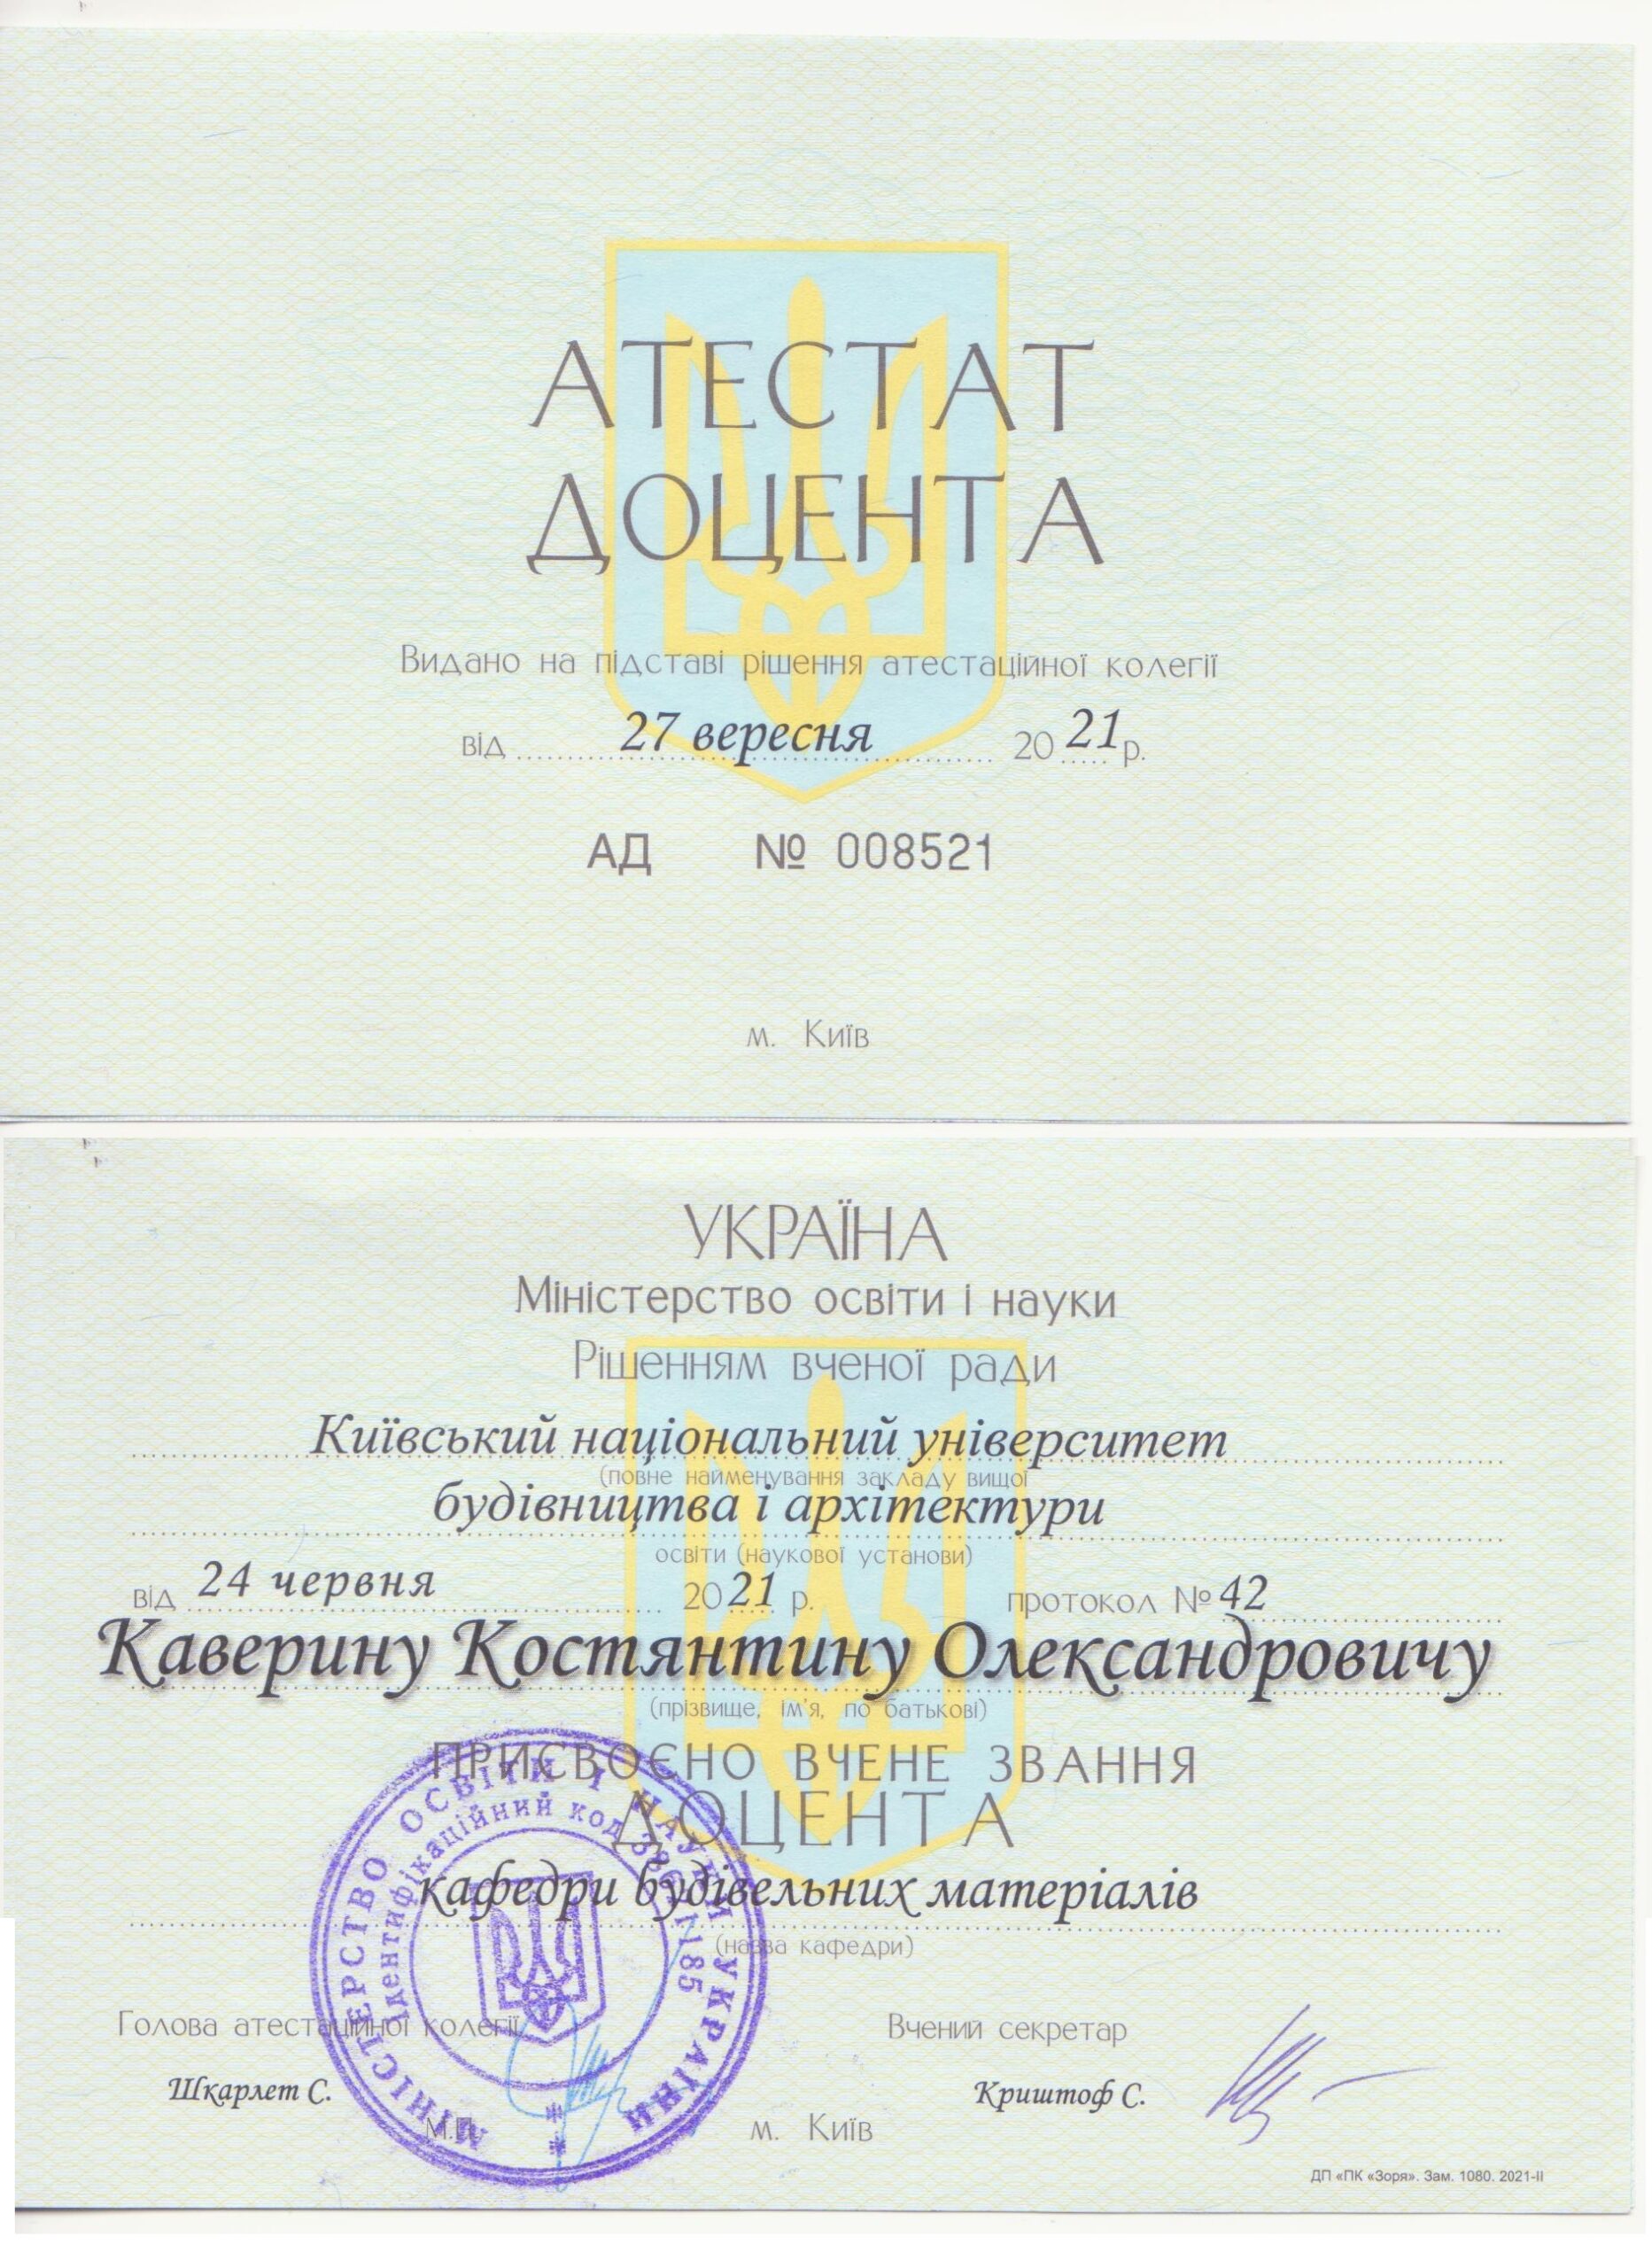 АТЕСТАТ
ДОЦЕНТА
Видано на підставі рішення атестаційної колегії
від 27 вересня 2021 р.
АД № 008521
м. Київ
УКРАЇНА
Міністерство освіти і науки
Рішенням вченої ради
Київський національний університет
(повне найменування закладу вищої
будівництва і архітектури
освіти (наукової установи)
від 24 червня 2021 р. протокол № 42
Каверину Костянтину Олександровичу
(прізвище, ім'я, по батькові)
ПРИСВОЄНО ВЧЕНЕ ЗВАННЯ
ДОЦЕНТА
кафедри будівельних матеріалів
(назва кафедри)
МІНІСТЕРСТВО ОСВІТИ І НАУКИ УКРАЇНИ
Ідентифікаційний код
Голова атестаційної колегії Вчений секретар
Шкарлет С. Криштоф С.
М.П. м. Київ
ДП «ПК «Зоря». Зам. 1080. 2021-II